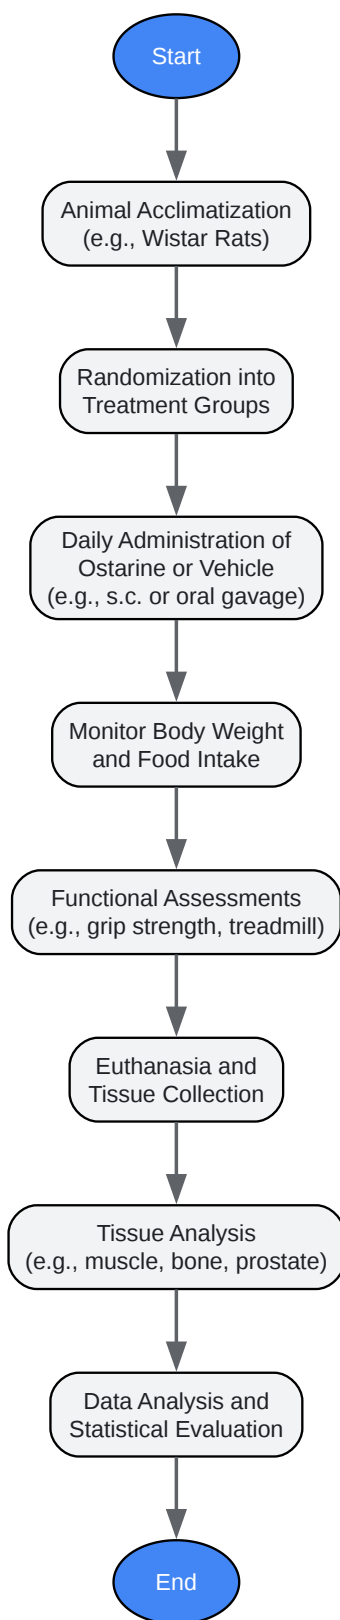 Start
Animal Acclimatization
(e.g., Wistar Rats)
Randomization into
Treatment Groups
Daily Administration of
Ostarine or Vehicle
(e.g., s.c. or oral gavage)
Monitor Body Weight
and Food Intake
Functional Assessments
(e.g., grip strength, treadmill)
Euthanasia and
Tissue Collection
Tissue Analysis
(e.g., muscle, bone, prostate)
Data Analysis and
Statistical Evaluation
End